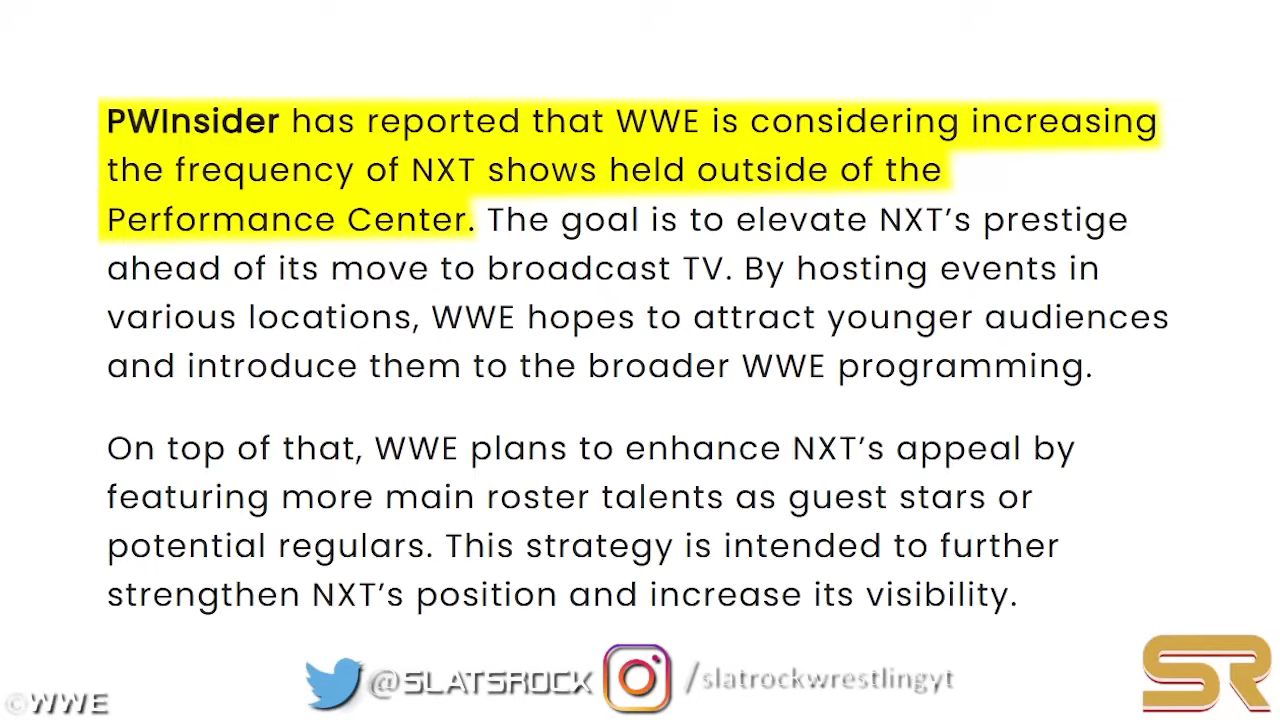 PWInsider has reported that WWE is considering increasing
the frequency of NXT shows held outside of the
Performance Center. The goal is to elevate NXT’s prestige
ahead of its move to broadcast TV. By hosting events in
various locations, WWE hopes to attract younger audiences
and introduce them to the broader WWE programming.
On top of that, WWE plans to enhance NXT’s appeal by
featuring more main roster talents as guest stars or
potential regulars. This strategy is intended to further
strengthen NXT’s position and increase its visibility.
@SLATSROCK /slatrockwrestlingyt
SR
©WWE